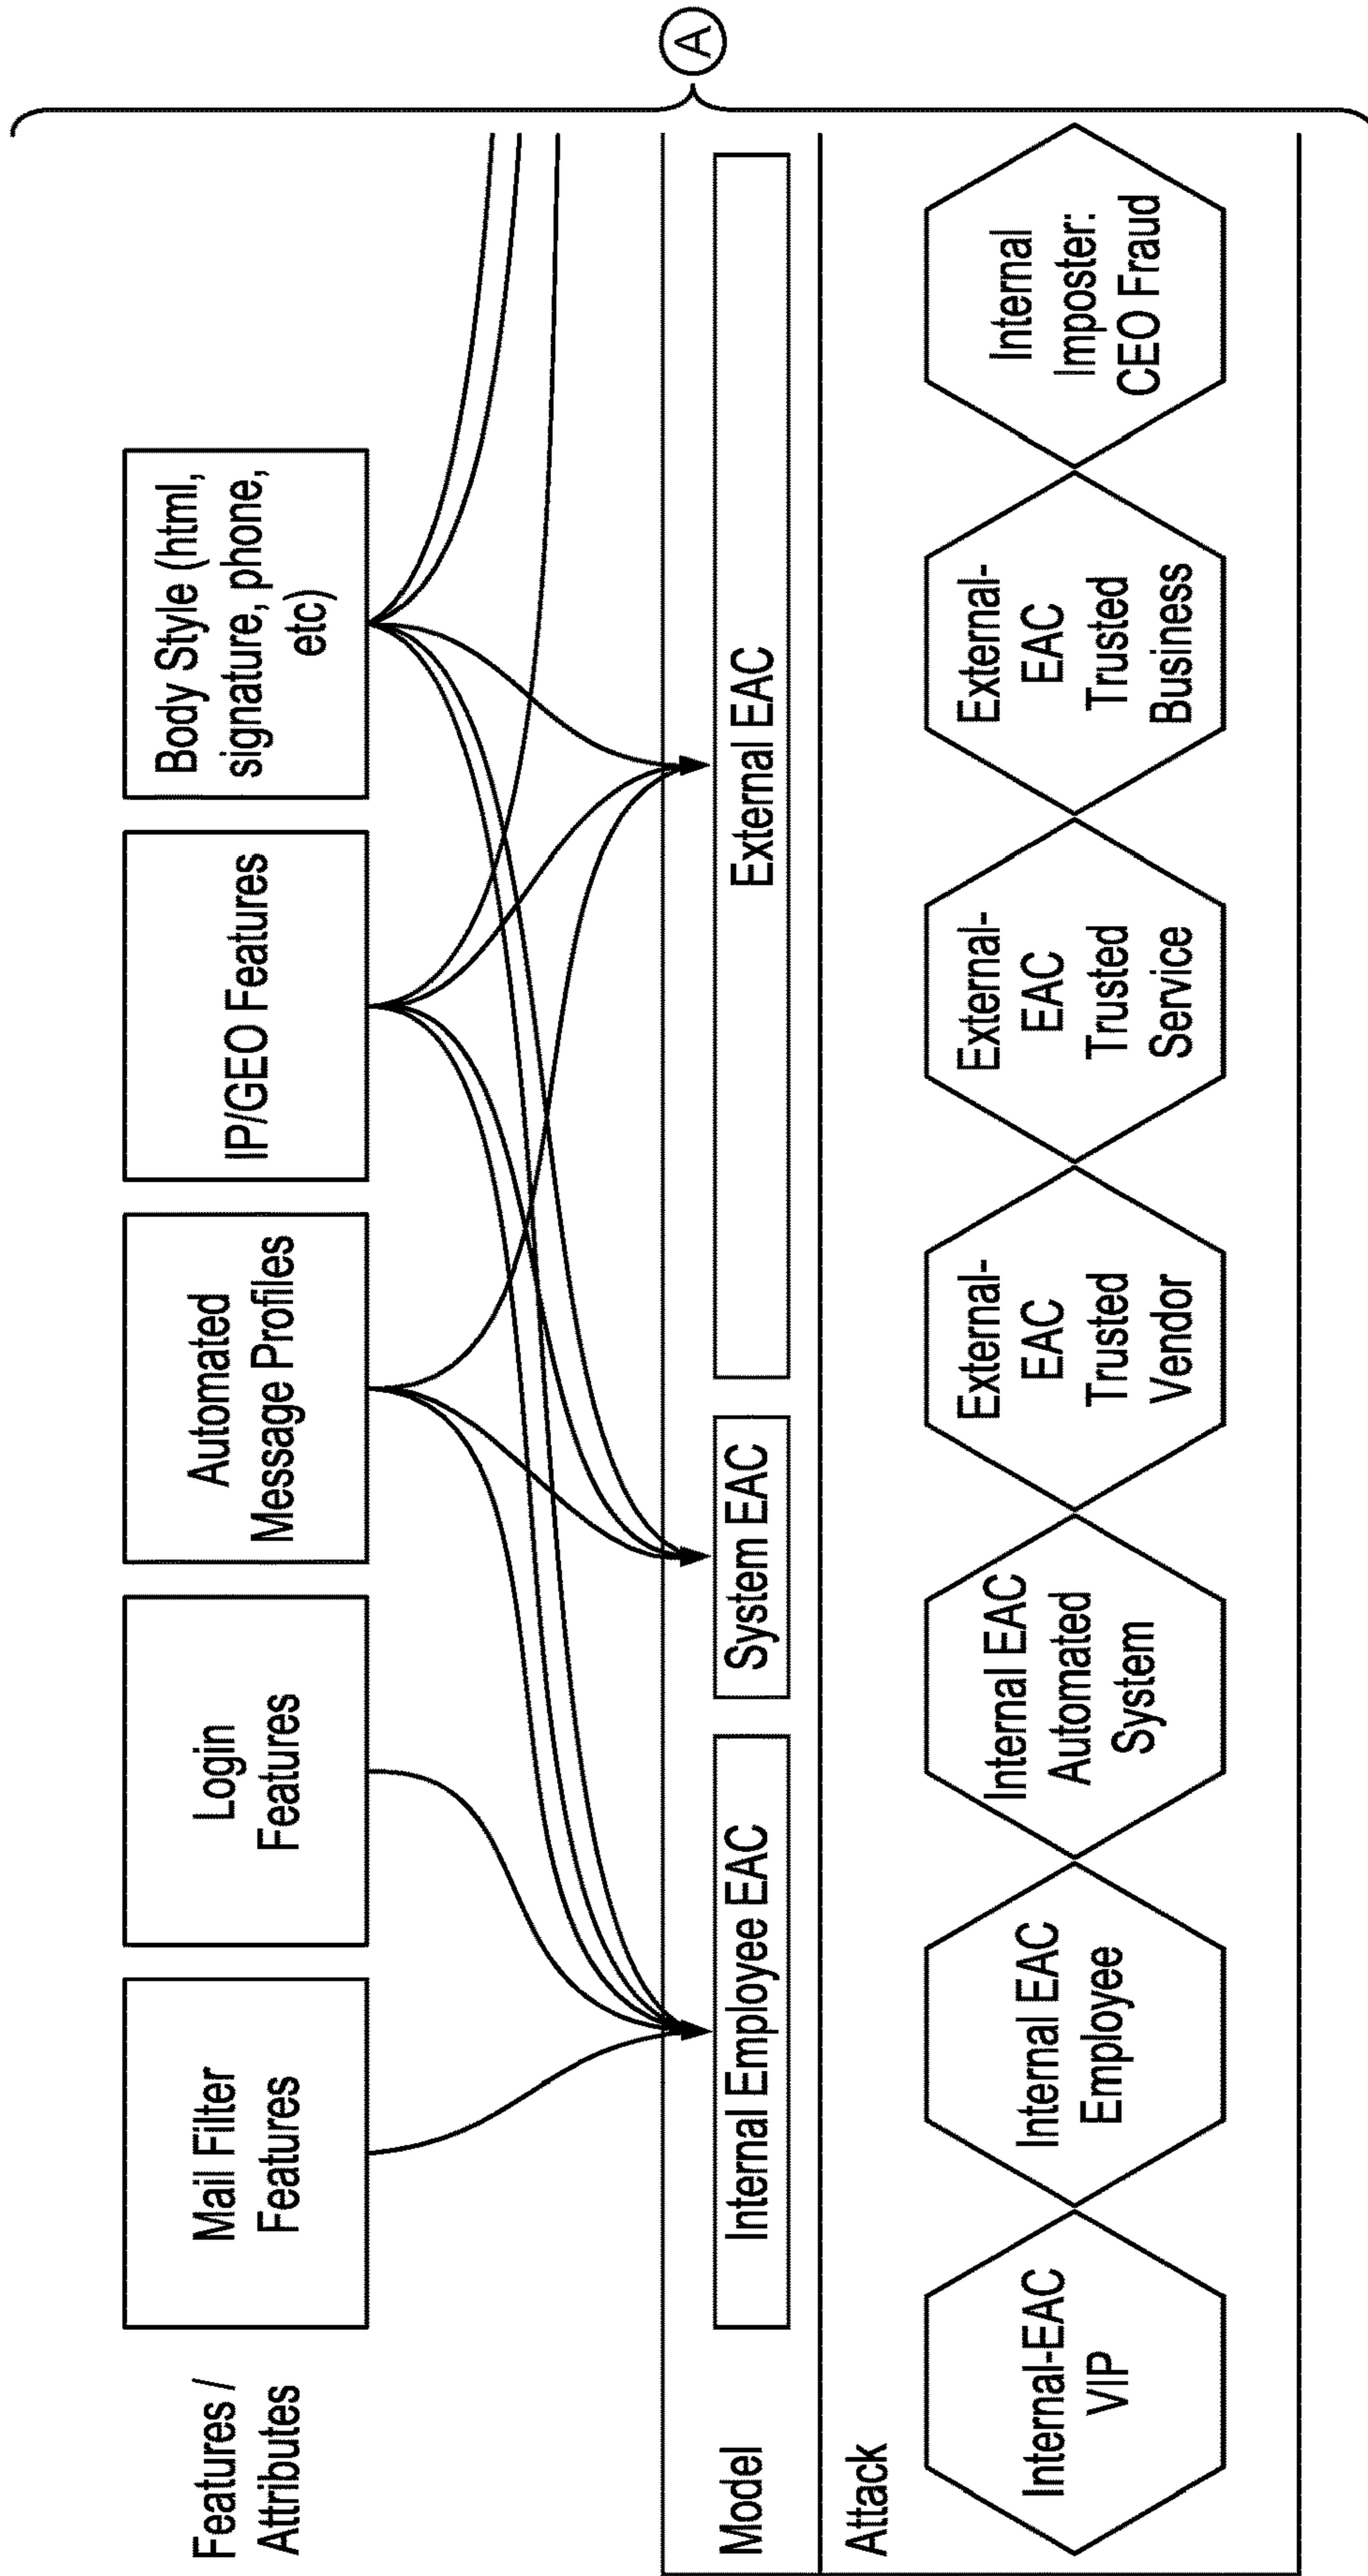 Features /
Attributes
Mail Filter
Features
Login
Features
Automated
Message Profiles
IP/GEO Features
Body Style (html,
signature, phone,
etc)
Model
Internal Employee EAC
System EAC
External EAC
Attack
Internal-EAC
VIP
Internal EAC
Employee
Internal EAC
Automated
System
External-
EAC
Trusted
Vendor
External-
EAC
Trusted
Service
External-
EAC
Trusted
Business
Internal
Imposter:
CEO Fraud
A